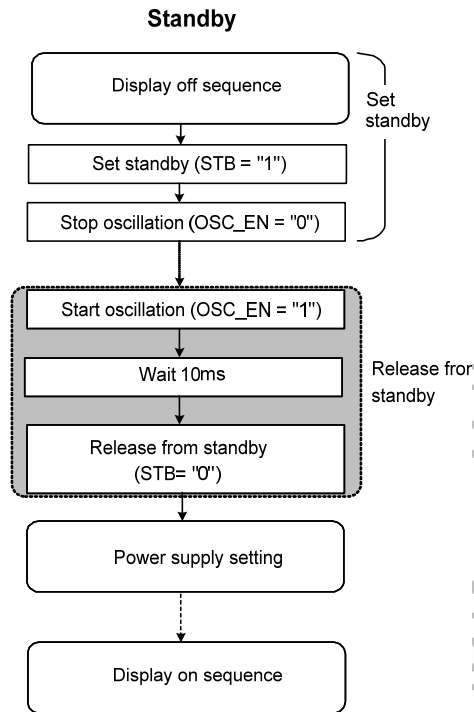 Standby
Display off sequence
Set
standby
Set standby (STB = "1")
Stop oscillation (OSC_EN = "0")
Start oscillation (OSC_EN = "1")
Wait 10ms
Release from
standby
Release from standby
(STB= "0")
Power supply setting
Display on sequence